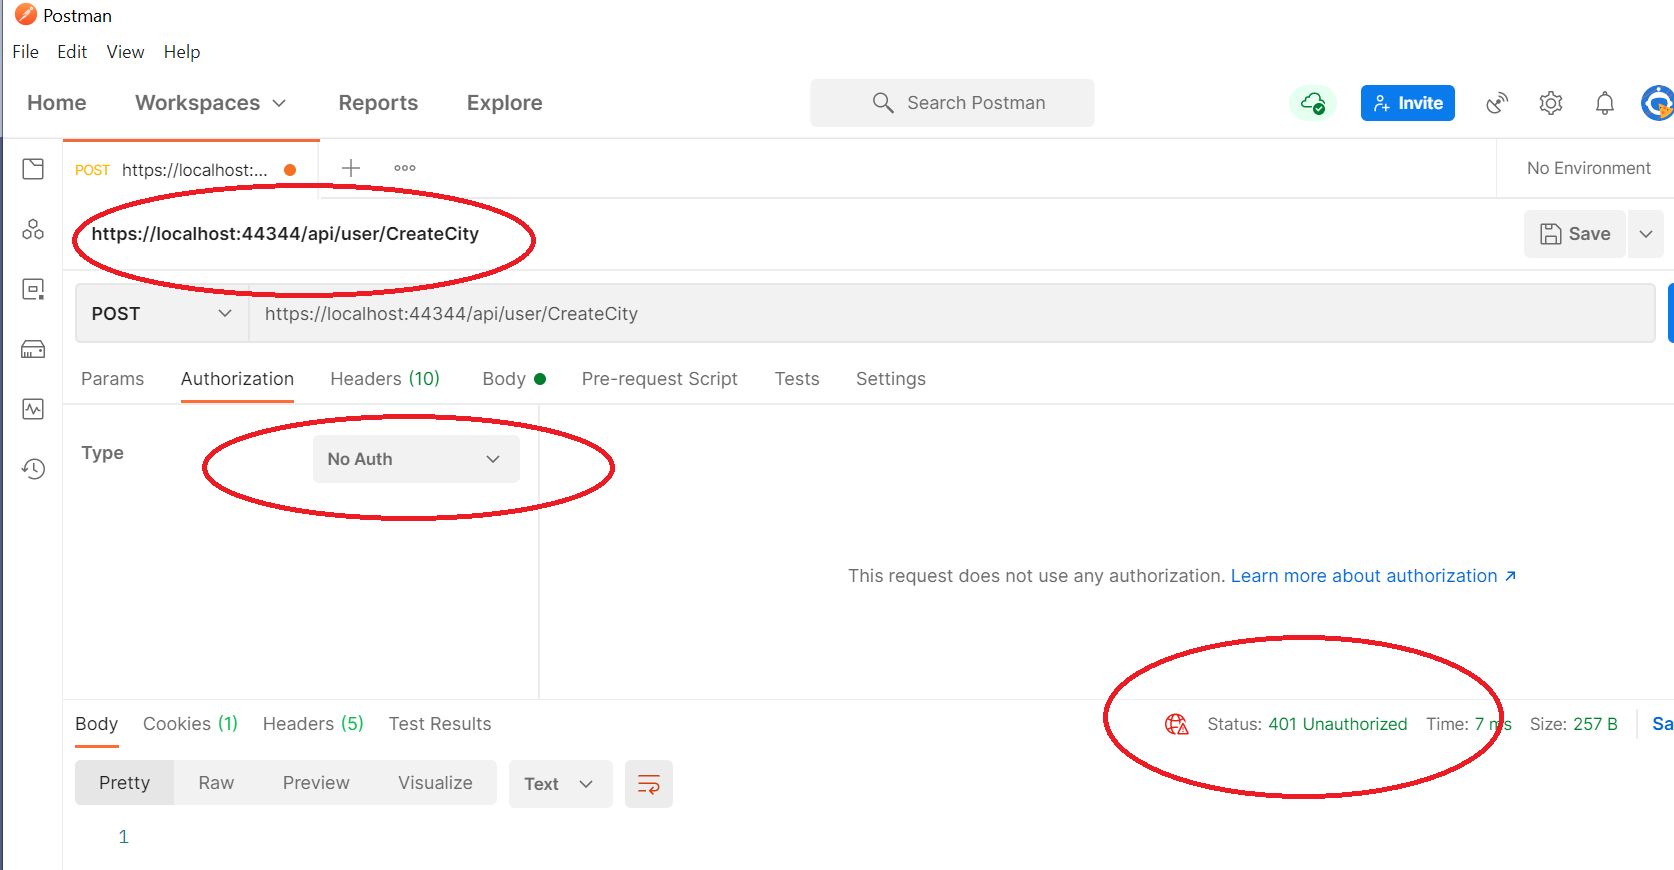 Postman
File Edit View Help
Home Workspaces Reports Explore Search Postman Invite
POST https://localhost:... No Environment
https://localhost:44344/api/user/CreateCity Save
POST https://localhost:44344/api/user/CreateCity
Params Authorization Headers (10) Body Pre-request Script Tests Settings
Type No Auth
This request does not use any authorization. Learn more about authorization ↗
Body Cookies (1) Headers (5) Test Results Status: 401 Unauthorized Time: 7 ms Size: 257 B Sa
Pretty Raw Preview Visualize Text
1